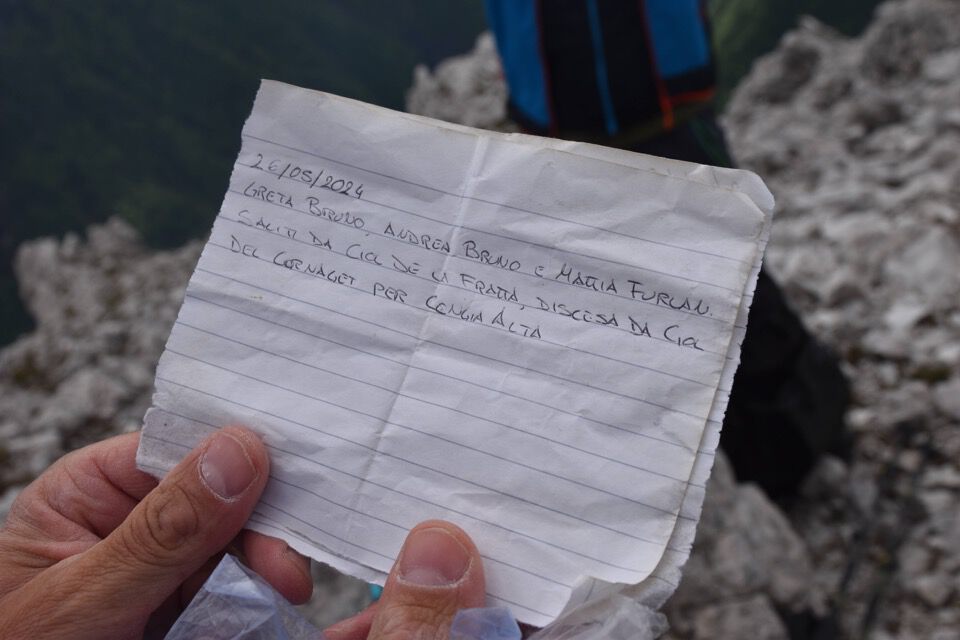 26/05/2024
GRETA BRUNO, ANDREA BRUNO E MATTIA FURLAN.
SALITI DA CIOL DE LA FRATTA, DISCESA DA CIOL
DEL CORNAGET PER CENGIA ALTA